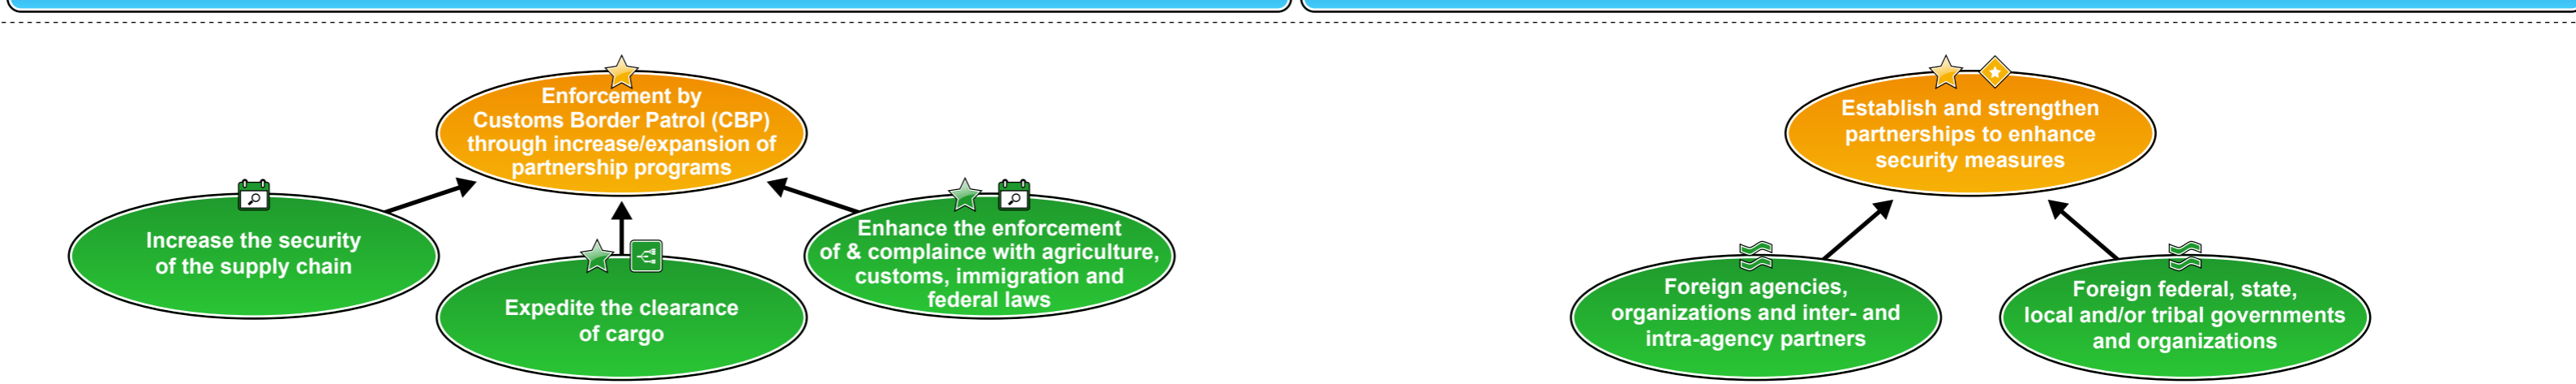 Enforcement by
Customs Border Patrol (CBP)
through increase/expansion of
partnership programs
Establish and strengthen
partnerships to enhance
security measures
Increase the security
of the supply chain
Expedite the clearance
of cargo
Enhance the enforcement
of & complaince with agriculture,
customs, immigration and
federal laws
Foreign agencies,
organizations and inter- and
intra-agency partners
Foreign federal, state,
local and/or tribal governments
and organizations